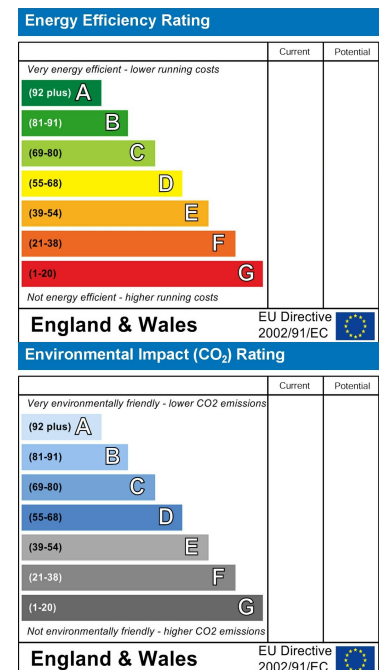 Energy Efficiency Rating
Current Potential
Very energy efficient - lower running costs
(92 plus) A
(81-91) B
(69-80) C
(55-68) D
(39-54) E
(21-38) F
(1-20) G
Not energy efficient - higher running costs
England & Wales
EU Directive
2002/91/EC
Environmental Impact (CO₂) Rating
Current Potential
Very environmentally friendly - lower CO2 emissions
(92 plus) A
(81-91) B
(69-80) C
(55-68) D
(39-54) E
(21-38) F
(1-20) G
Not environmentally friendly - higher CO2 emissions
England & Wales
EU Directive
2002/91/EC